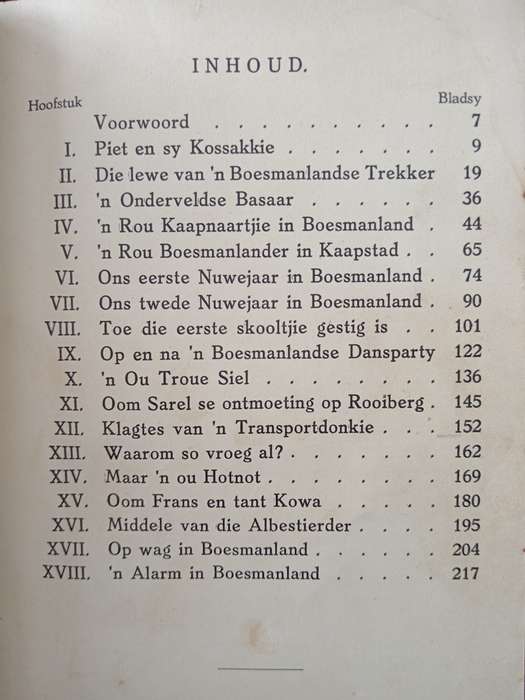 INHOUD.
Hoofstuk Bladsy
Voorwoord . . . . . . . . . . 7
I. Piet en sy Kossakkie . . . . . . . 9
II. Die lewe van 'n Boesmanlandse Trekker 19
III. 'n Onderveldse Basaar . . . . . . 36
IV. 'n Rou Kaapnaartjie in Boesmanland . 44
V. 'n Rou Boesmanlander in Kaapstad . . 65
VI. Ons eerste Nuwejaar in Boesmanland . 74
VII. Ons twede Nuwejaar in Boesmanland . 90
VIII. Toe die eerste skooltjie gestig is . . 101
IX. Op en na 'n Boesmanlandse Dansparty 122
X. 'n Ou Troue Siel . . . . . . . . 136
XI. Oom Sarel se ontmoeting op Rooiberg . 145
XII. Klagtes van 'n Transportdonkie . . . 152
XIII. Waarom so vroeg al? . . . . . . . 162
XIV. Maar 'n ou Hotnot . . . . . . . . 169
XV. Oom Frans en tant Kowa . . . . . 180
XVI. Middele van die Albestierder . . . . 195
XVII. Op wag in Boesmanland . . . . . . 204
XVIII. 'n Alarm in Boesmanland . . . . . 217